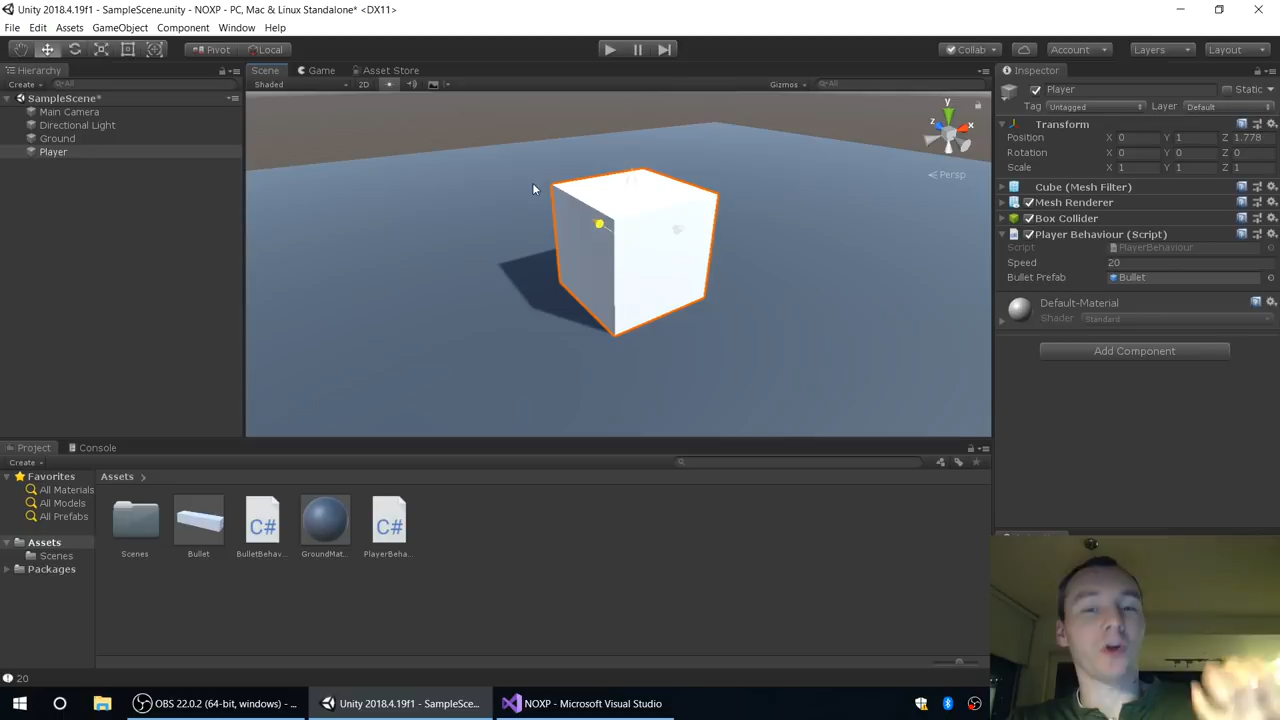 Unity 2018.4.19f1 - SampleScene.unity - NOXP - PC, Mac & Linux Standalone* <DX11>
File Edit Assets GameObject Component Window Help
Pivot Local Collab Account Layers Layout
Hierarchy
Create All
SampleScene*
Main Camera
Directional Light
Ground
Player
Scene Game Asset Store
Shaded 2D Gizmos All
y
z x
Persp
Inspector
Player Static
Tag Untagged Layer Default
Transform
Position X 0 Y 1 Z 1.778
Rotation X 0 Y 0 Z 0
Scale X 1 Y 1 Z 1
Cube (Mesh Filter)
Mesh Renderer
Box Collider
Player Behaviour (Script)
Script PlayerBehaviour
Speed 20
Bullet Prefab Bullet
Default-Material
Shader Standard
Add Component
Project Console
Create
Favorites
All Materials
All Models
All Prefabs
Assets
Scenes
Packages
Assets
Scenes Bullet BulletBehav... GroundMat... PlayerBeha...
C# C#
20
OBS 22.0.2 (64-bit, windows) - ... Unity 2018.4.19f1 - SampleSce... NOXP - Microsoft Visual Studio